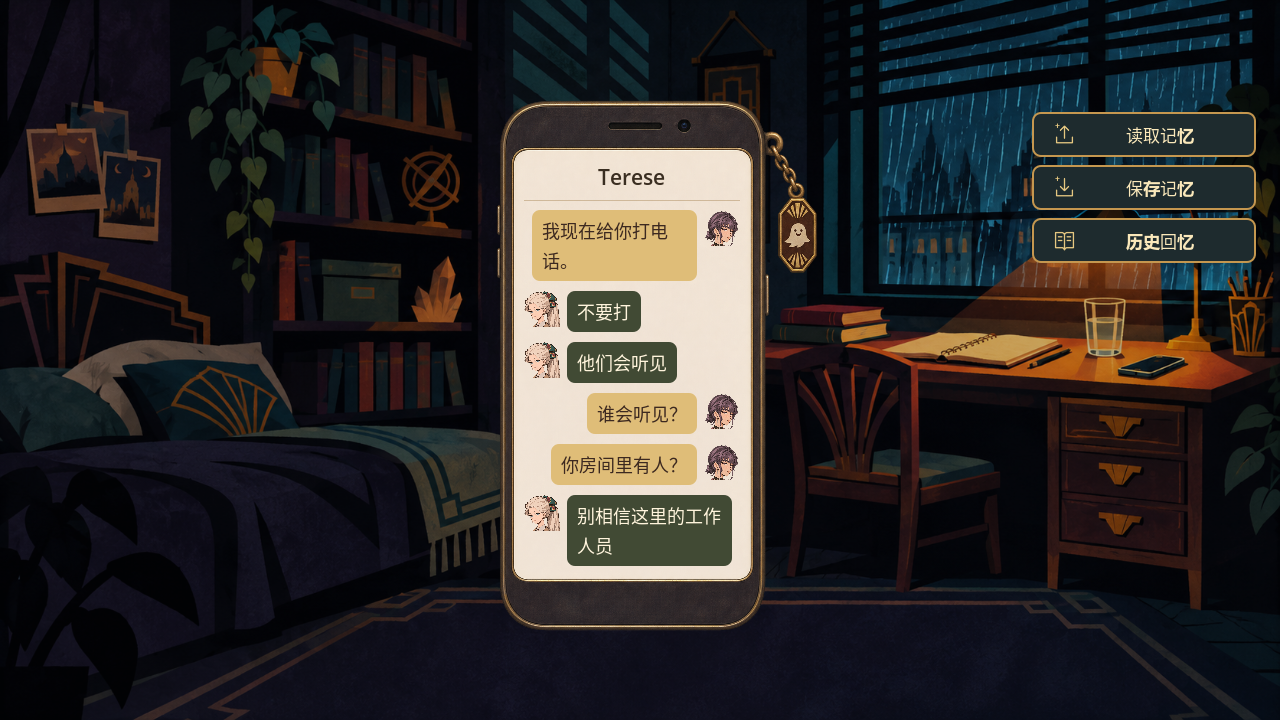 Terese
我现在给你打电
话。
不要打
他们会听见
谁会听见？
你房间里有人？
别相信这里的工作
人员
读取记忆
保存记忆
历史回忆